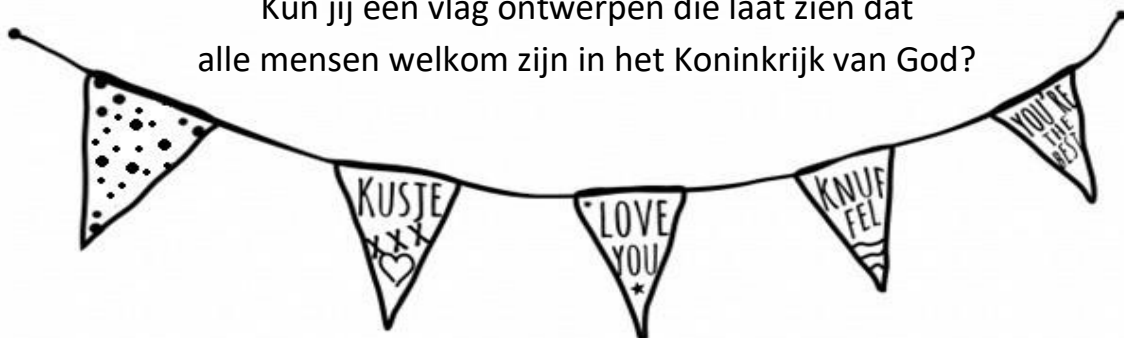 Kun jij een vlag ontwerpen die laat zien dat
alle mensen welkom zijn in het Koninkrijk van God?
KUSJE
XXX
LOVE
YOU
KNUF
FEL
YOU'RE
THE
BEST